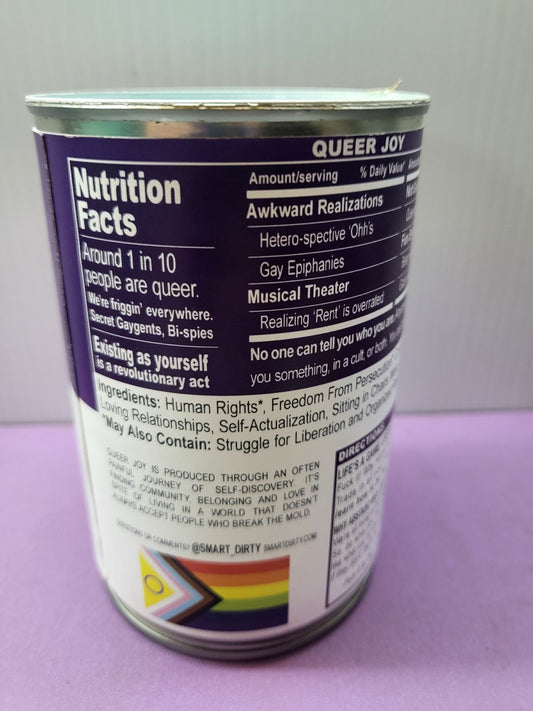 QUEER JOY
Nutrition
Facts
Around 1 in 10
people are queer.
We're friggin' everywhere.
Secret Gaygents, Bi-spies
Existing as yourself
is a revolutionary act
Amount/serving % Daily Value*
Awkward Realizations
Hetero-spective 'Ohh's
Gay Epiphanies
Musical Theater
Realizing 'Rent' is overrated
No one can tell you who you are.
you something, in a cult, or both.
Ingredients: Human Rights*, Freedom From Persecution
Loving Relationships, Self-Actualization, Sitting in Chairs
*May Also Contain: Struggle for Liberation and
QUEER JOY IS PRODUCED THROUGH AN OFTEN
PAINFUL JOURNEY OF SELF-DISCOVERY. IT'S
FINDING COMMUNITY, BELONGING AND LOVE IN
SPITE OF LIVING IN A WORLD THAT DOESN'T
ALWAYS ACCEPT PEOPLE WHO BREAK THE MOLD.
QUESTIONS OR COMMENTS? @SMART_DIRTY SMARTDIRTY.COM
DIRECTIONS
LIFE'S A